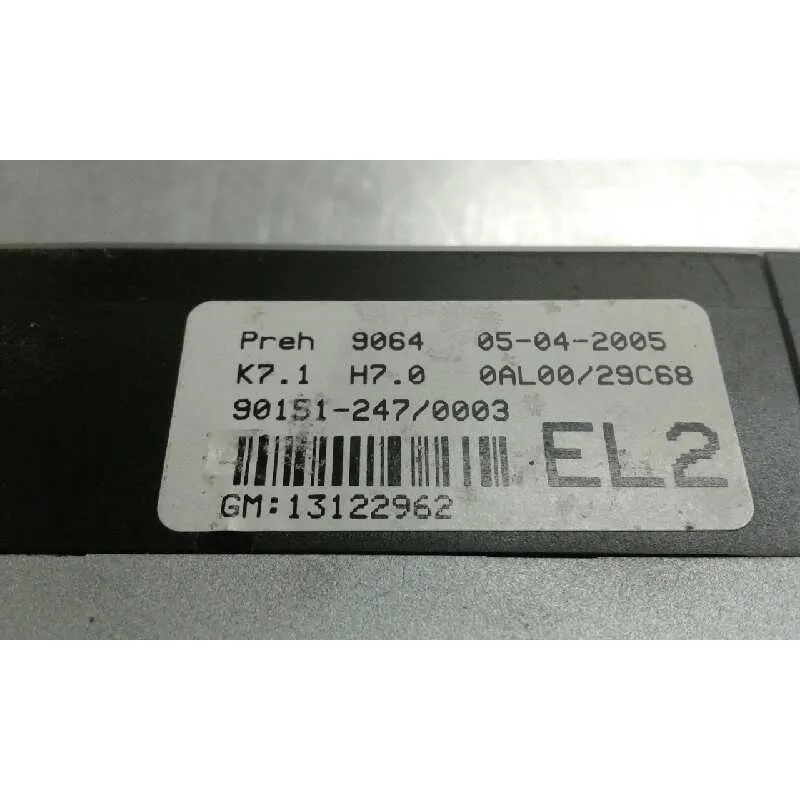 Preh 9064 05-04-2005
K7.1 H7.0 0AL00/29C68
90151-247/0003
EL2
GM:13122962